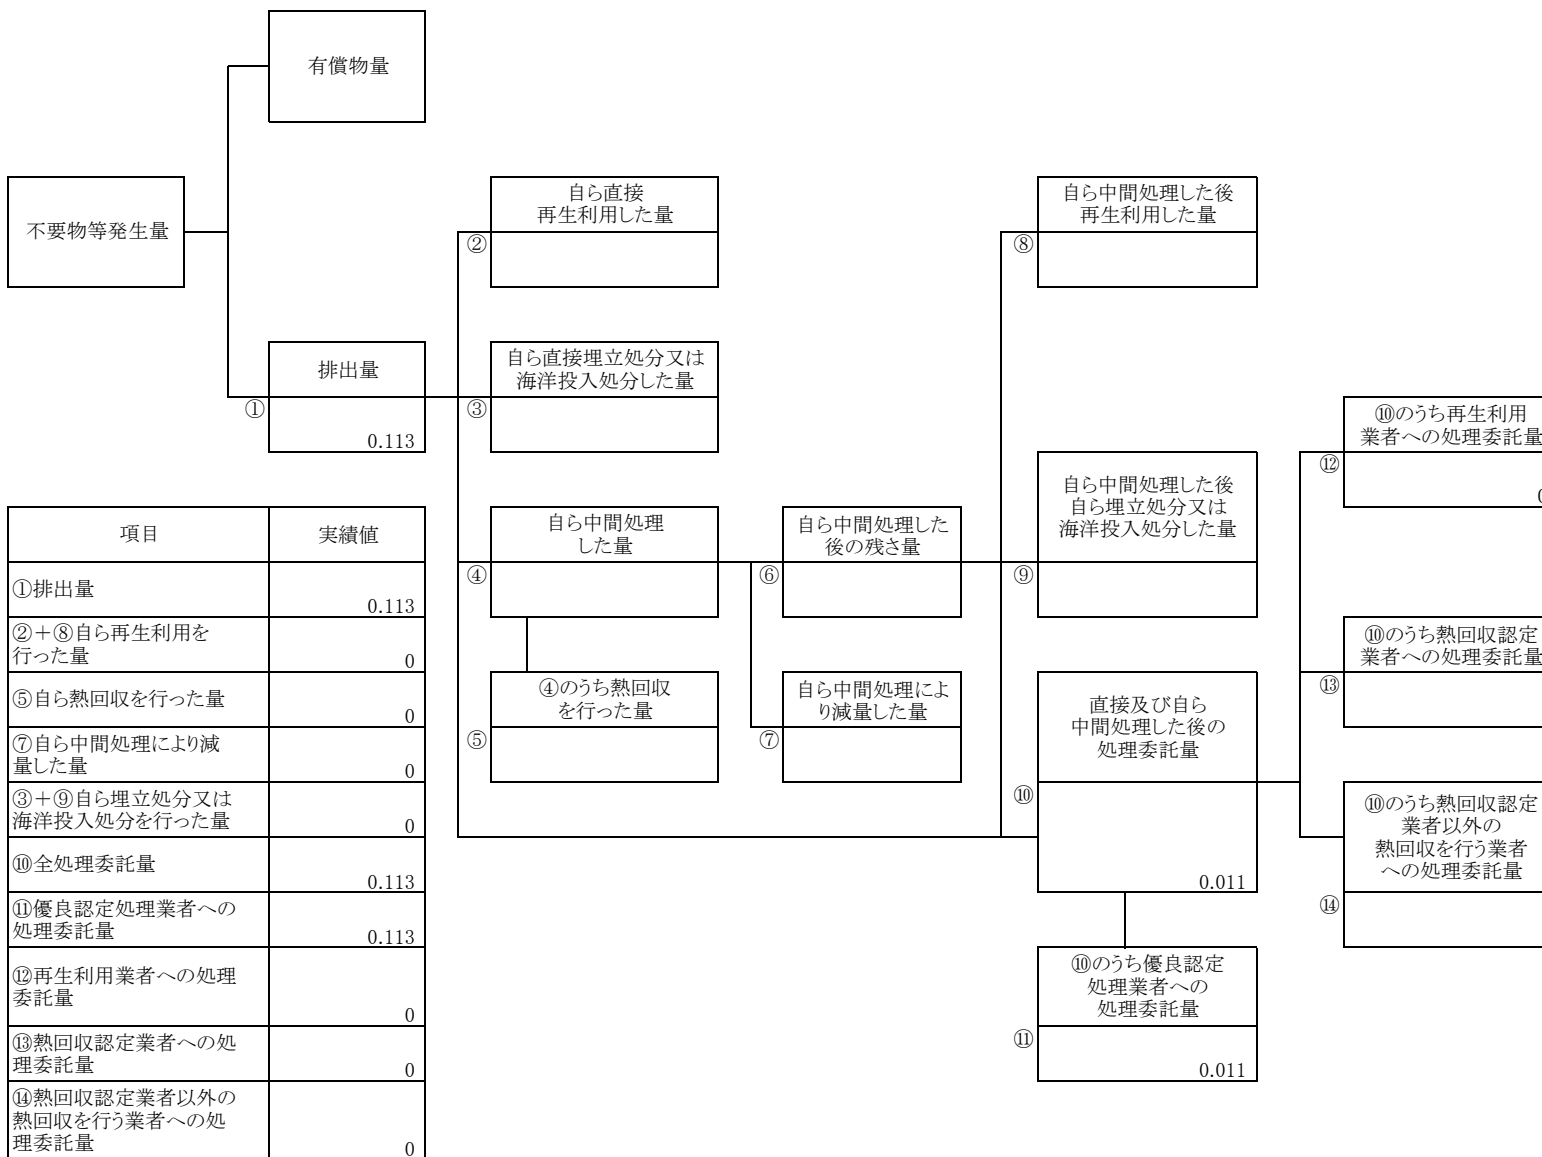 有償物量
不要物等発生量
自ら直接
再生利用した量
②
自ら中間処理した後
再生利用した量
⑧
排出量
①
0.113
自ら直接埋立処分又は
海洋投入処分した量
③
自ら中間処理した後
自ら埋立処分又は
海洋投入処分した量
⑨
⑩のうち再生利用
業者への処理委託量
⑫
自ら中間処理
した量
④
自ら中間処理した
後の残さ量
⑥
⑩のうち熱回収認定
業者への処理委託量
⑬
④のうち熱回収
を行った量
⑤
自ら中間処理によ
り減量した量
⑦
直接及び自ら
中間処理した後の
処理委託量
⑩
0.011
⑩のうち熱回収認定
業者以外の
熱回収を行う業者
への処理委託量
⑭
⑩のうち優良認定
処理業者への
処理委託量
⑪
0.011
項目 実績値
①排出量
0.113
②+⑧自ら再生利用を
行った量 0
⑤自ら熱回収を行った量
0
⑦自ら中間処理により減
量した量 0
③+⑨自ら埋立処分又は
海洋投入処分を行った量 0
⑩全処理委託量
0.113
⑪優良認定処理業者への
処理委託量 0.113
⑫再生利用業者への処理
委託量
0
⑬熱回収認定業者への処
理委託量 0
⑭熱回収認定業者以外の
熱回収を行う業者への処
理委託量 0